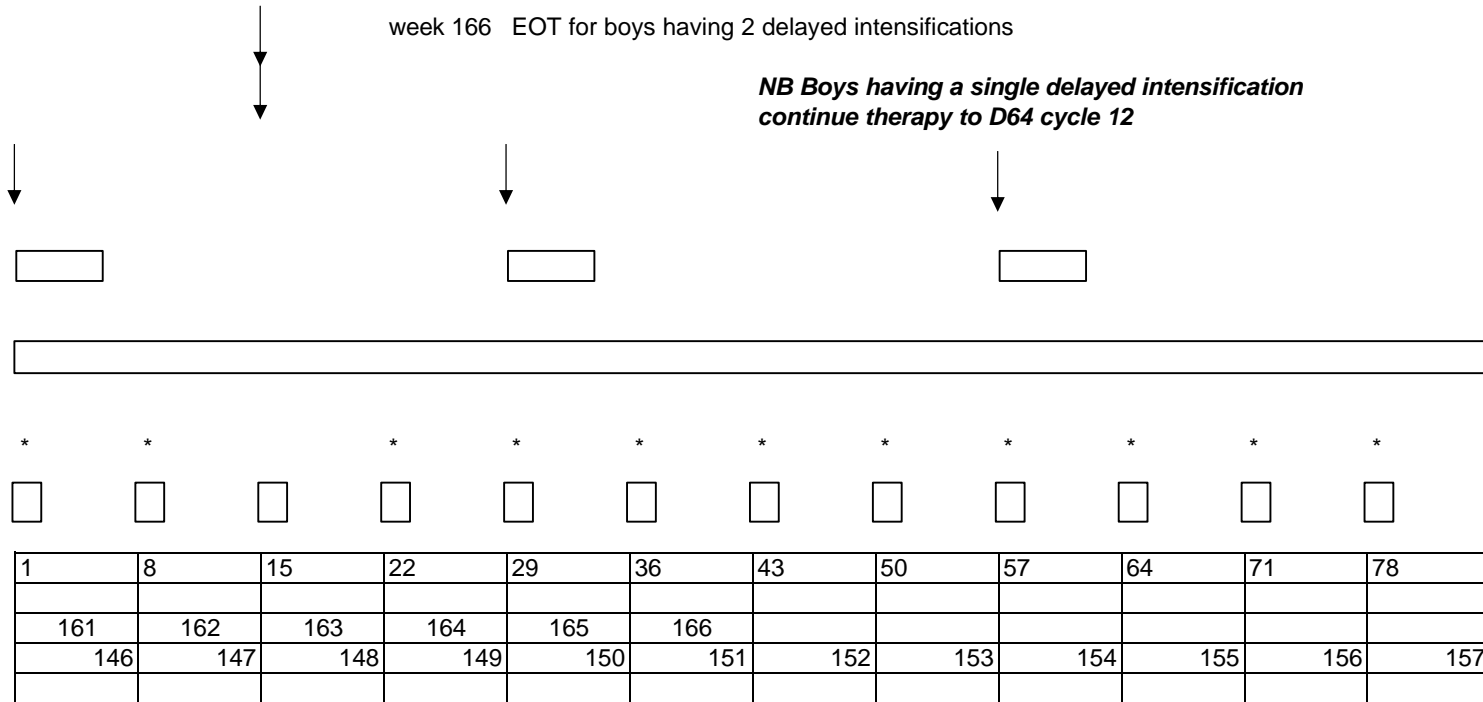 week 166 EOT for boys having 2 delayed intensifications
NB Boys having a single delayed intensification
continue therapy to D64 cycle 12
* * * * * * * * * * *
1 8 15 22 29 36 43 50 57 64 71 78
161 162 163 164 165 166
146 147 148 149 150 151 152 153 154 155 156 157